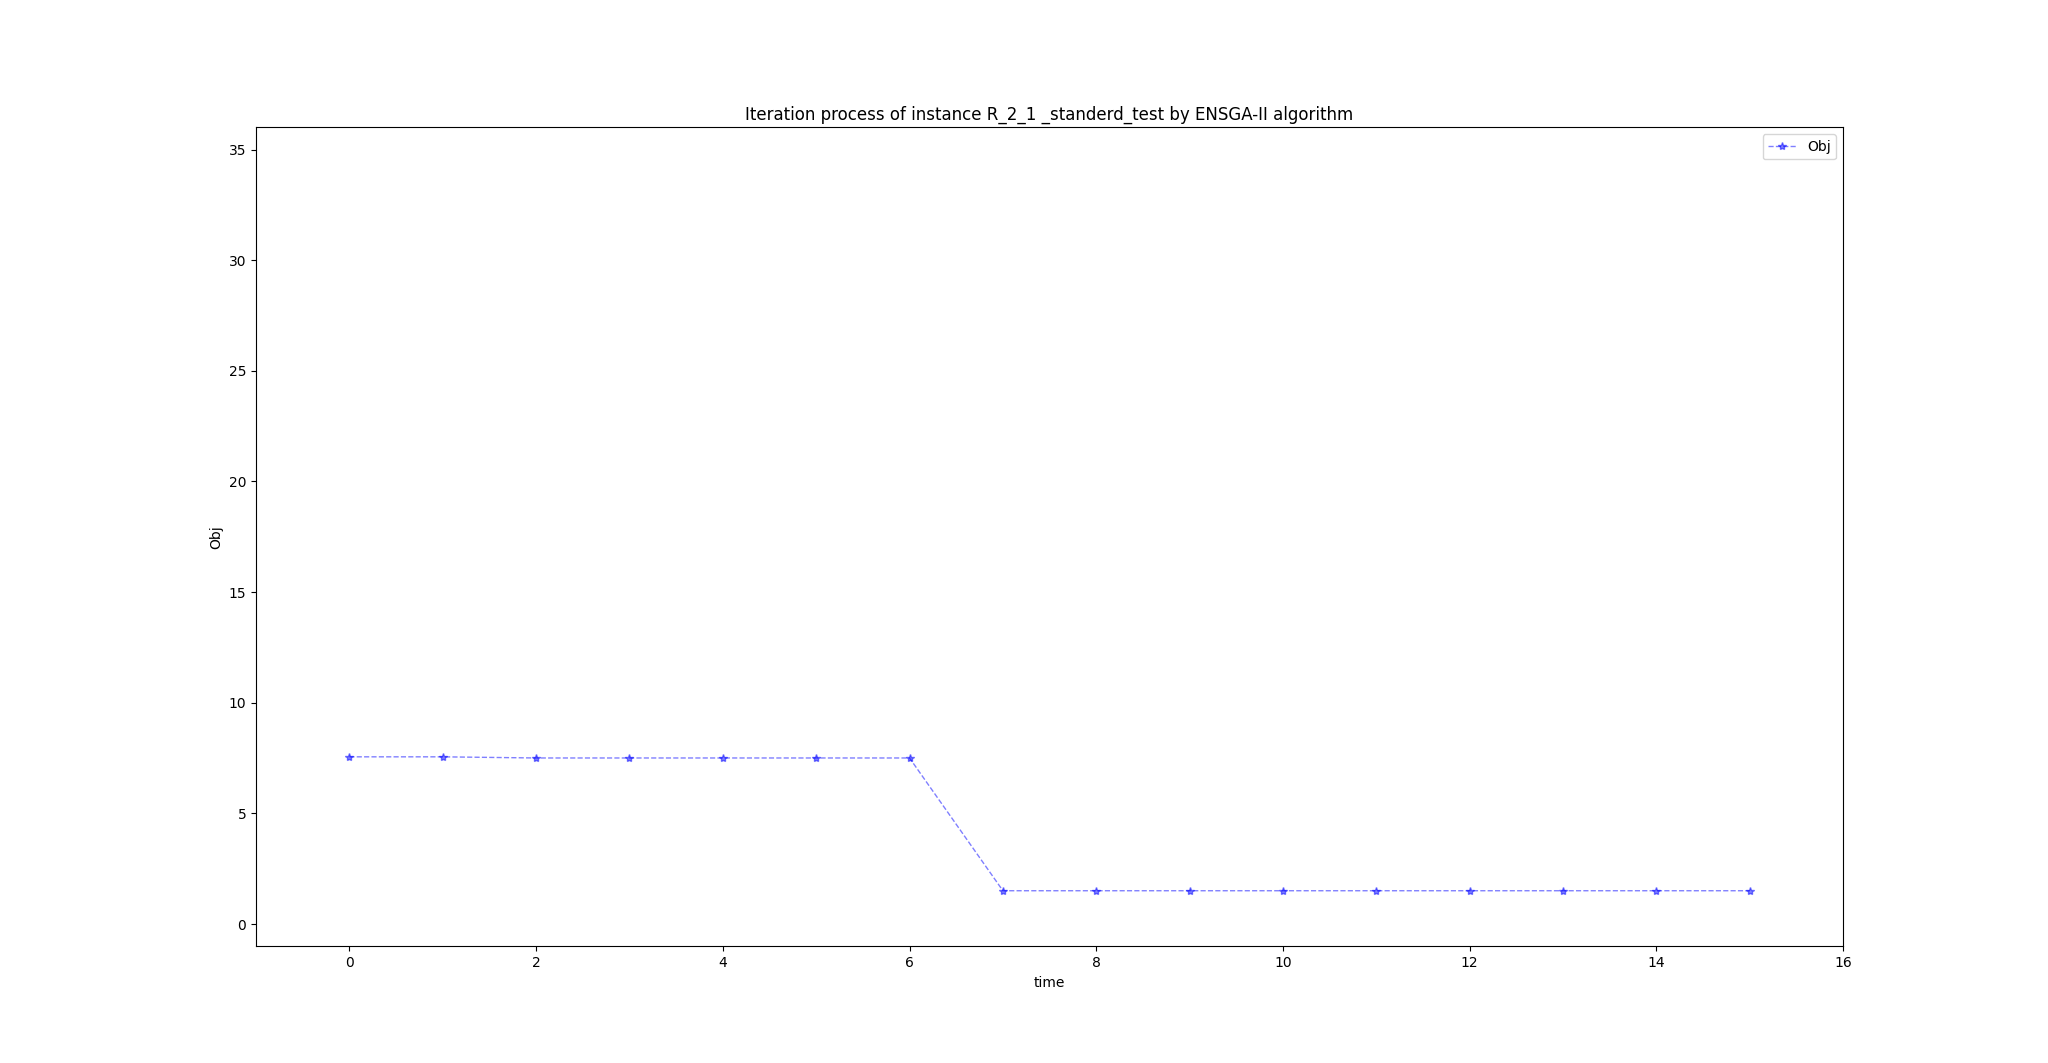 Iteration process of instance R_2_1 _standerd_test by ENSGA-II algorithm
Obj
35
30
25
20
15
10
5
0
Obj
0 2 4 6 8 10 12 14 16
time